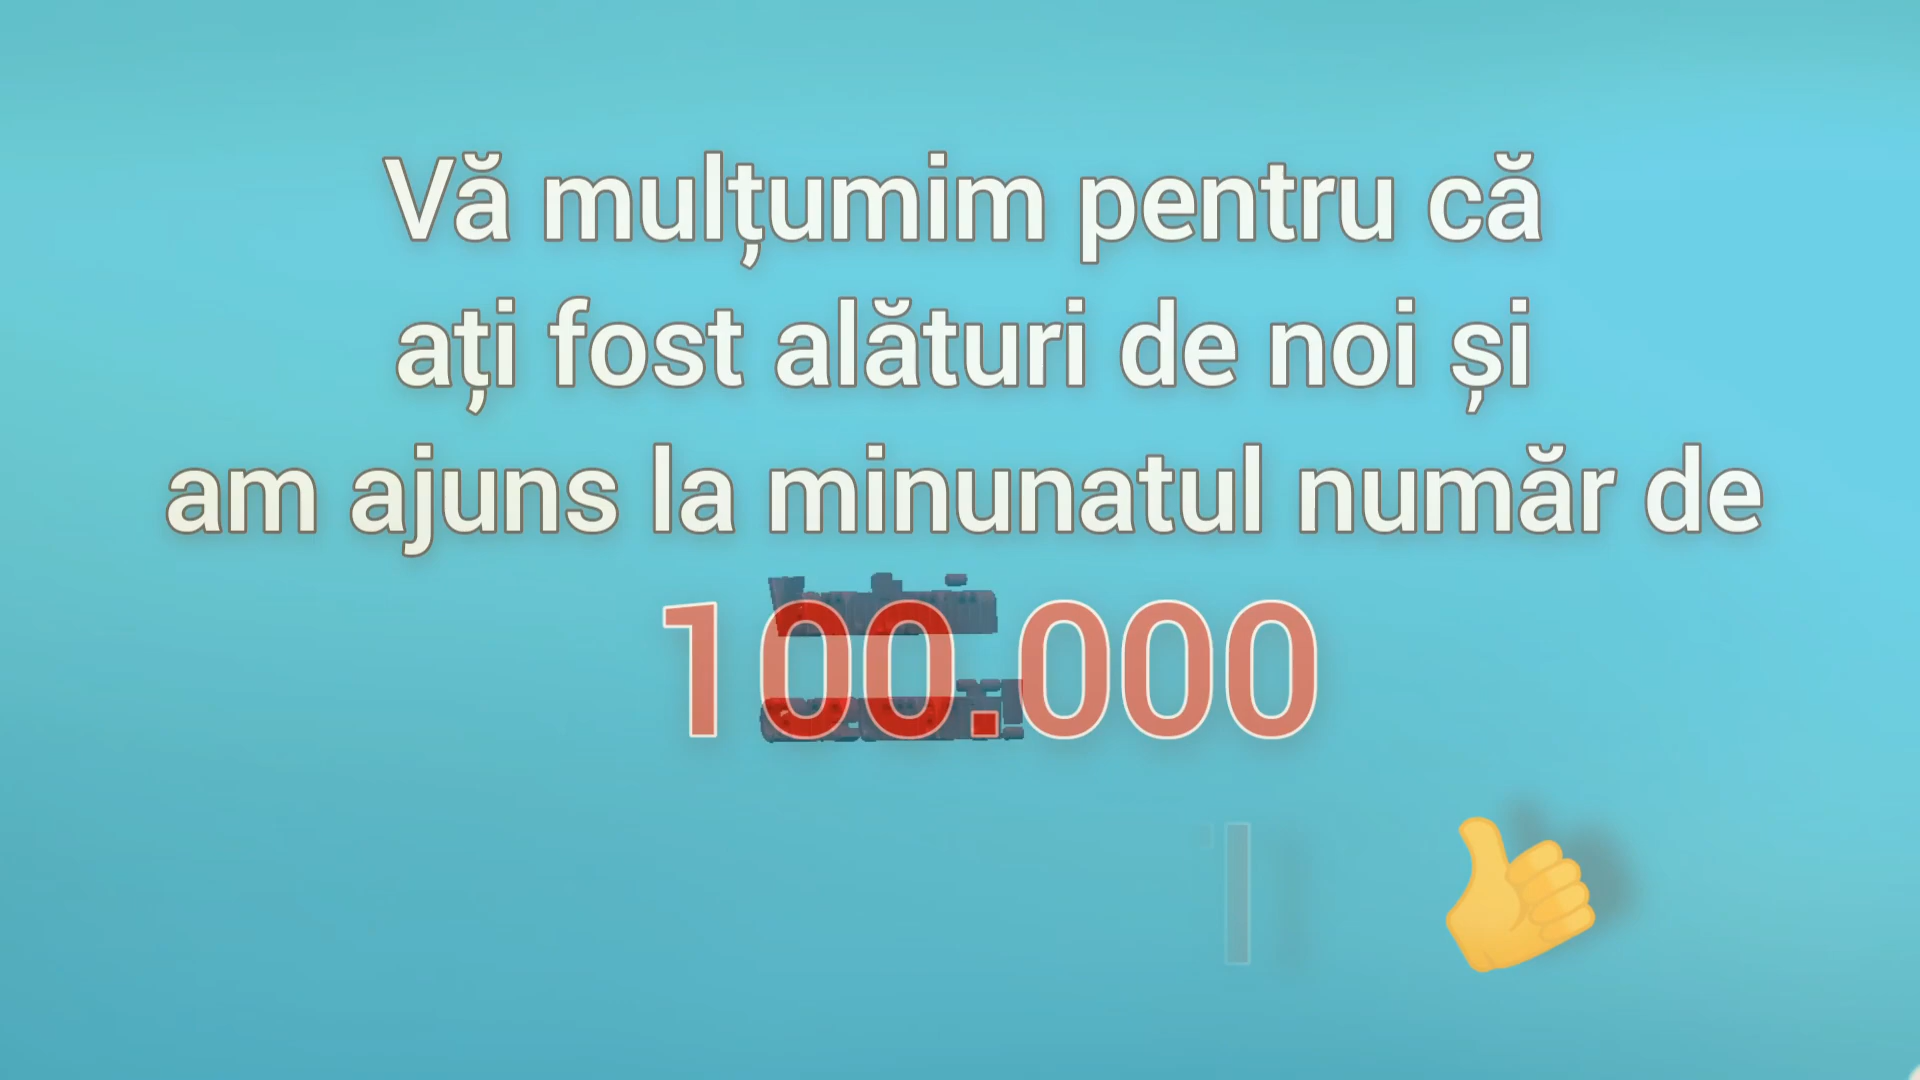 Vă mulțumim pentru că
ați fost alături de noi și
am ajuns la minunatul număr de
100.000